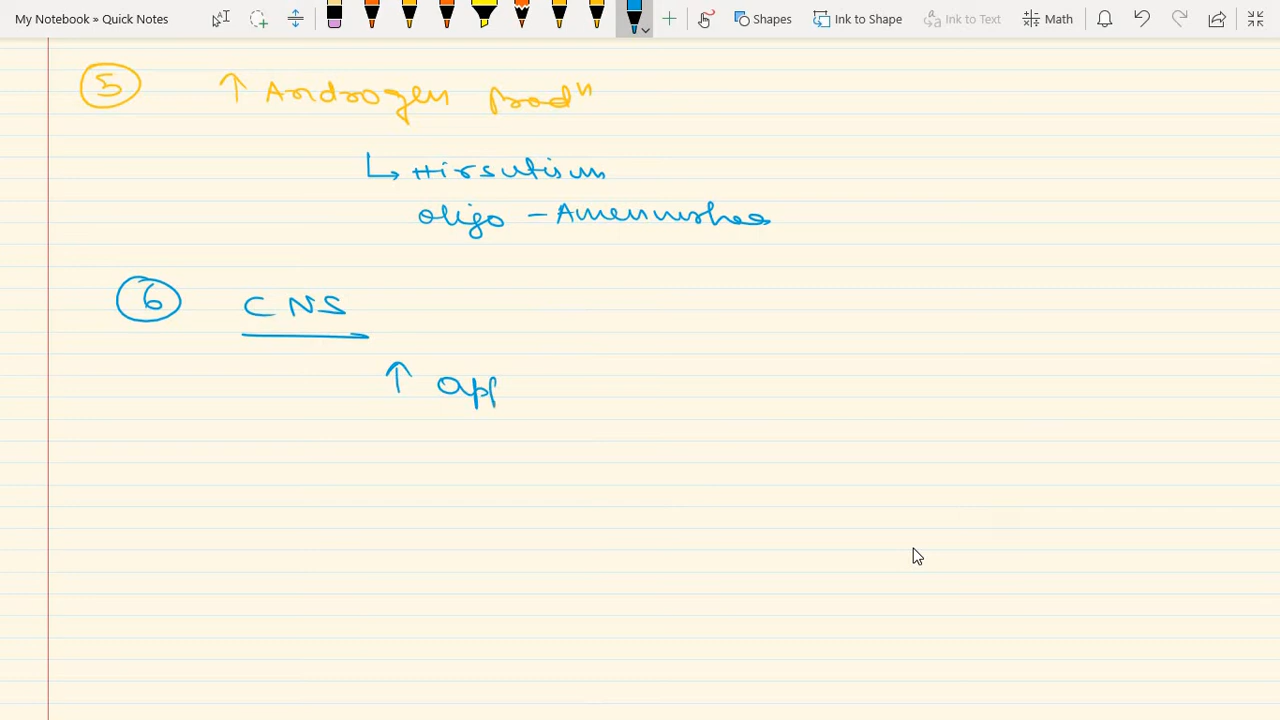 My Notebook » Quick Notes Shapes Ink to Shape Ink to Text Math
5 ↑ Androgen prodⁿ
↳ Hirsutism
oligo - Amenorrhea
6 CNS
↑ app